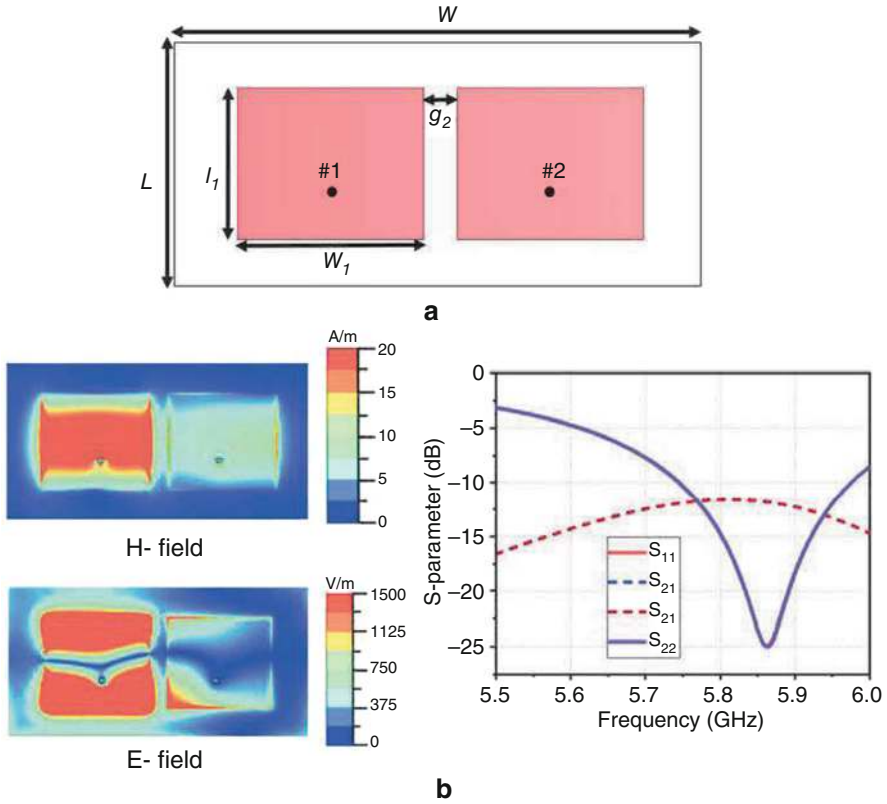 W
g2
L
l1
#1
#2
W1
a
A/m
20
15
10
5
0
H- field
V/m
1500
1125
750
375
0
E- field
S-parameter (dB)
0
–5
–10
–15
–20
–25
S11
S21
S21
S22
5.5 5.6 5.7 5.8 5.9 6.0
Frequency (GHz)
b